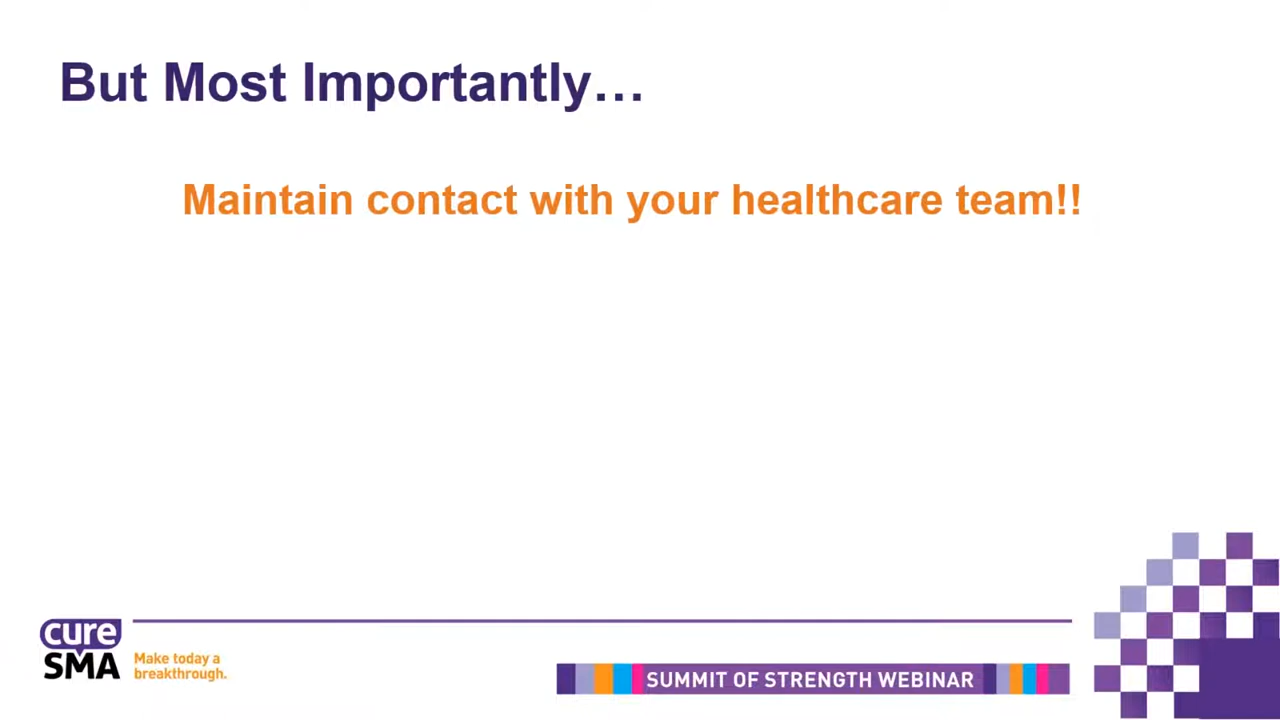 But Most Importantly…
Maintain contact with your healthcare team!!
cure
SMA
Make today a
breakthrough.
SUMMIT OF STRENGTH WEBINAR